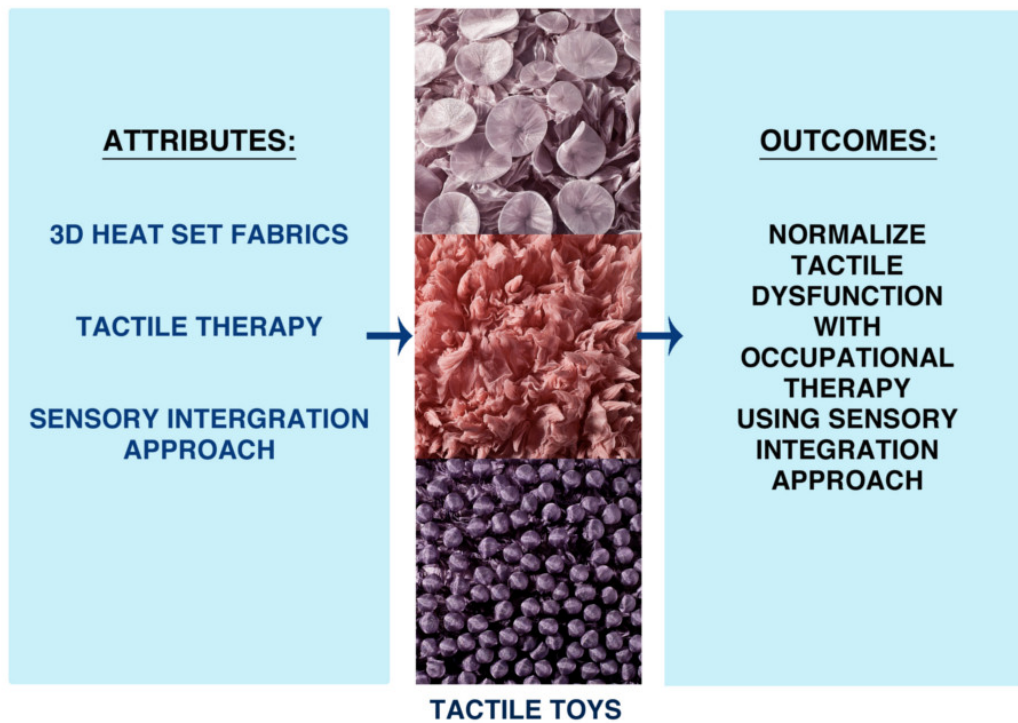 ATTRIBUTES:
3D HEAT SET FABRICS
TACTILE THERAPY
SENSORY INTERGRATION
APPROACH
OUTCOMES:
NORMALIZE
TACTILE
DYSFUNCTION
WITH
OCCUPATIONAL
THERAPY
USING SENSORY
INTEGRATION
APPROACH
TACTILE TOYS